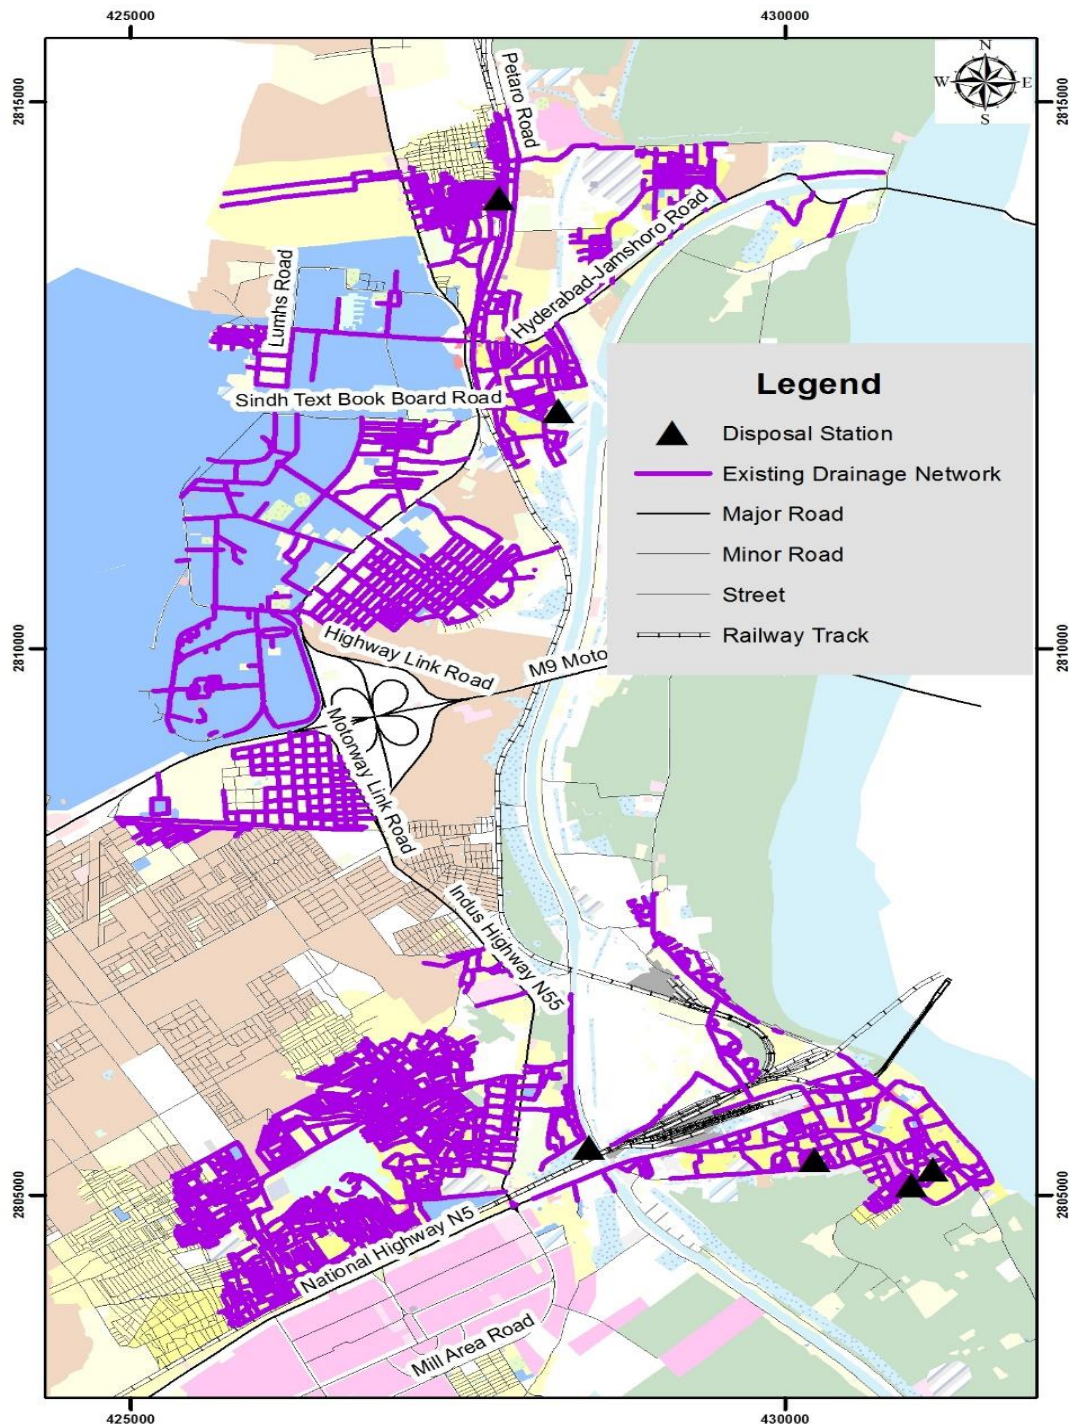 425000
430000
2815000
2815000
N
W
E
S
Petaro Road
Hyderabad-Jamshoro Road
Lumhs Road
Sindh Text Book Board Road
Legend
Disposal Station
Existing Drainage Network
Major Road
Minor Road
Street
Railway Track
2810000
2810000
Highway Link Road
M9 Moto
Motorway Link Road
Indus Highway N55
2805000
2805000
National Highway N5
Mill Area Road
425000
430000